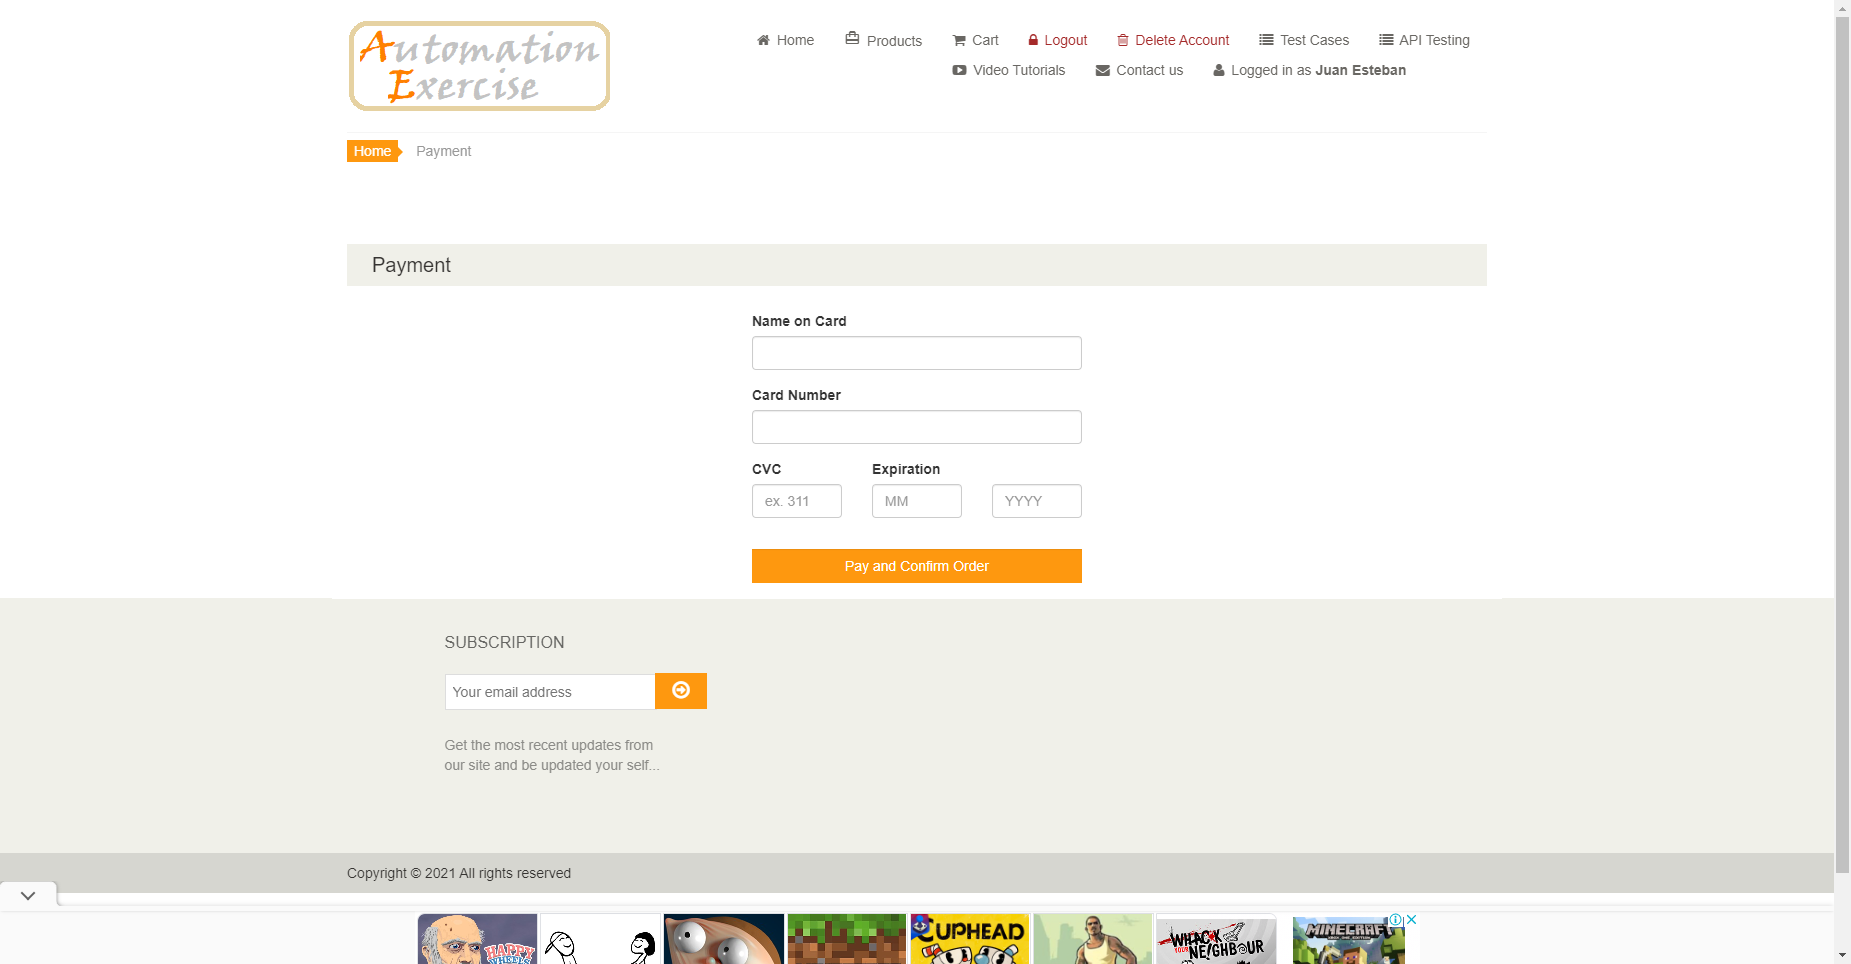 Automation
Exercise
Home
Products
Cart
Logout
Delete Account
Test Cases
API Testing
Video Tutorials
Contact us
Logged in as Juan Esteban
Home
Payment
Payment
Name on Card
Card Number
CVC
Expiration
ex. 311
MM
YYYY
Pay and Confirm Order
SUBSCRIPTION
Your email address
Get the most recent updates from
our site and be updated your self...
Copyright © 2021 All rights reserved
HAPPY
WHEELS
CUPHEAD
WHACK
YOUR
NEIGHBOUR
MINECRAFT